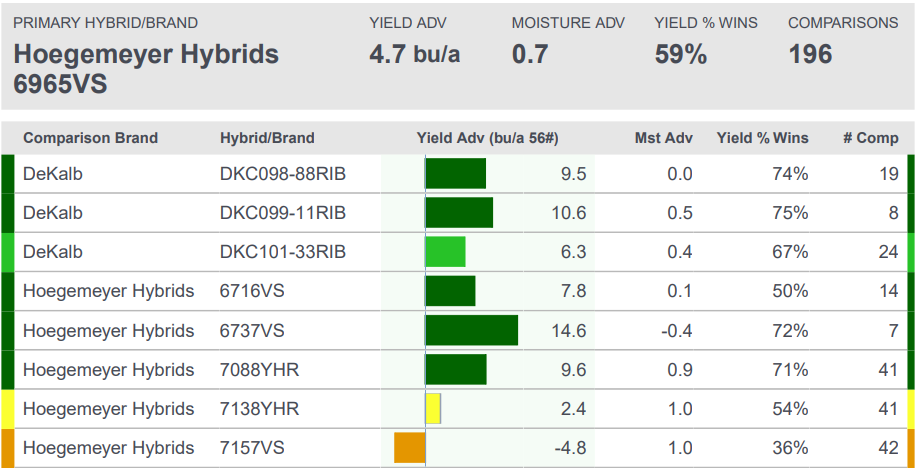 PRIMARY HYBRID/BRAND YIELD ADV MOISTURE ADV YIELD % WINS COMPARISONS
Hoegemeyer Hybrids 4.7 bu/a 0.7 59% 196
6965VS
Comparison Brand Hybrid/Brand Yield Adv (bu/a 56#) Mst Adv Yield % Wins # Comp
DeKalb DKC098-88RIB 9.5 0.0 74% 19
DeKalb DKC099-11RIB 10.6 0.5 75% 8
DeKalb DKC101-33RIB 6.3 0.4 67% 24
Hoegemeyer Hybrids 6716VS 7.8 0.1 50% 14
Hoegemeyer Hybrids 6737VS 14.6 -0.4 72% 7
Hoegemeyer Hybrids 7088YHR 9.6 0.9 71% 41
Hoegemeyer Hybrids 7138YHR 2.4 1.0 54% 41
Hoegemeyer Hybrids 7157VS -4.8 1.0 36% 42